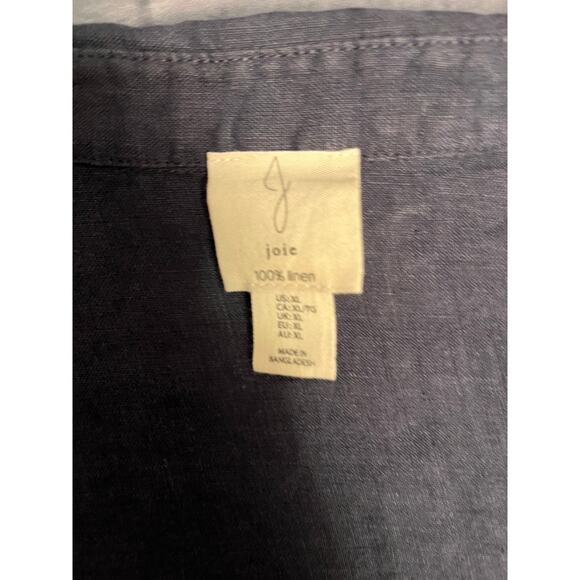 J
joie
100% linen
US:XL
CA:XL/TG
UK:XL
EU:XL
AU:XL
MADE IN
BANGLADESH